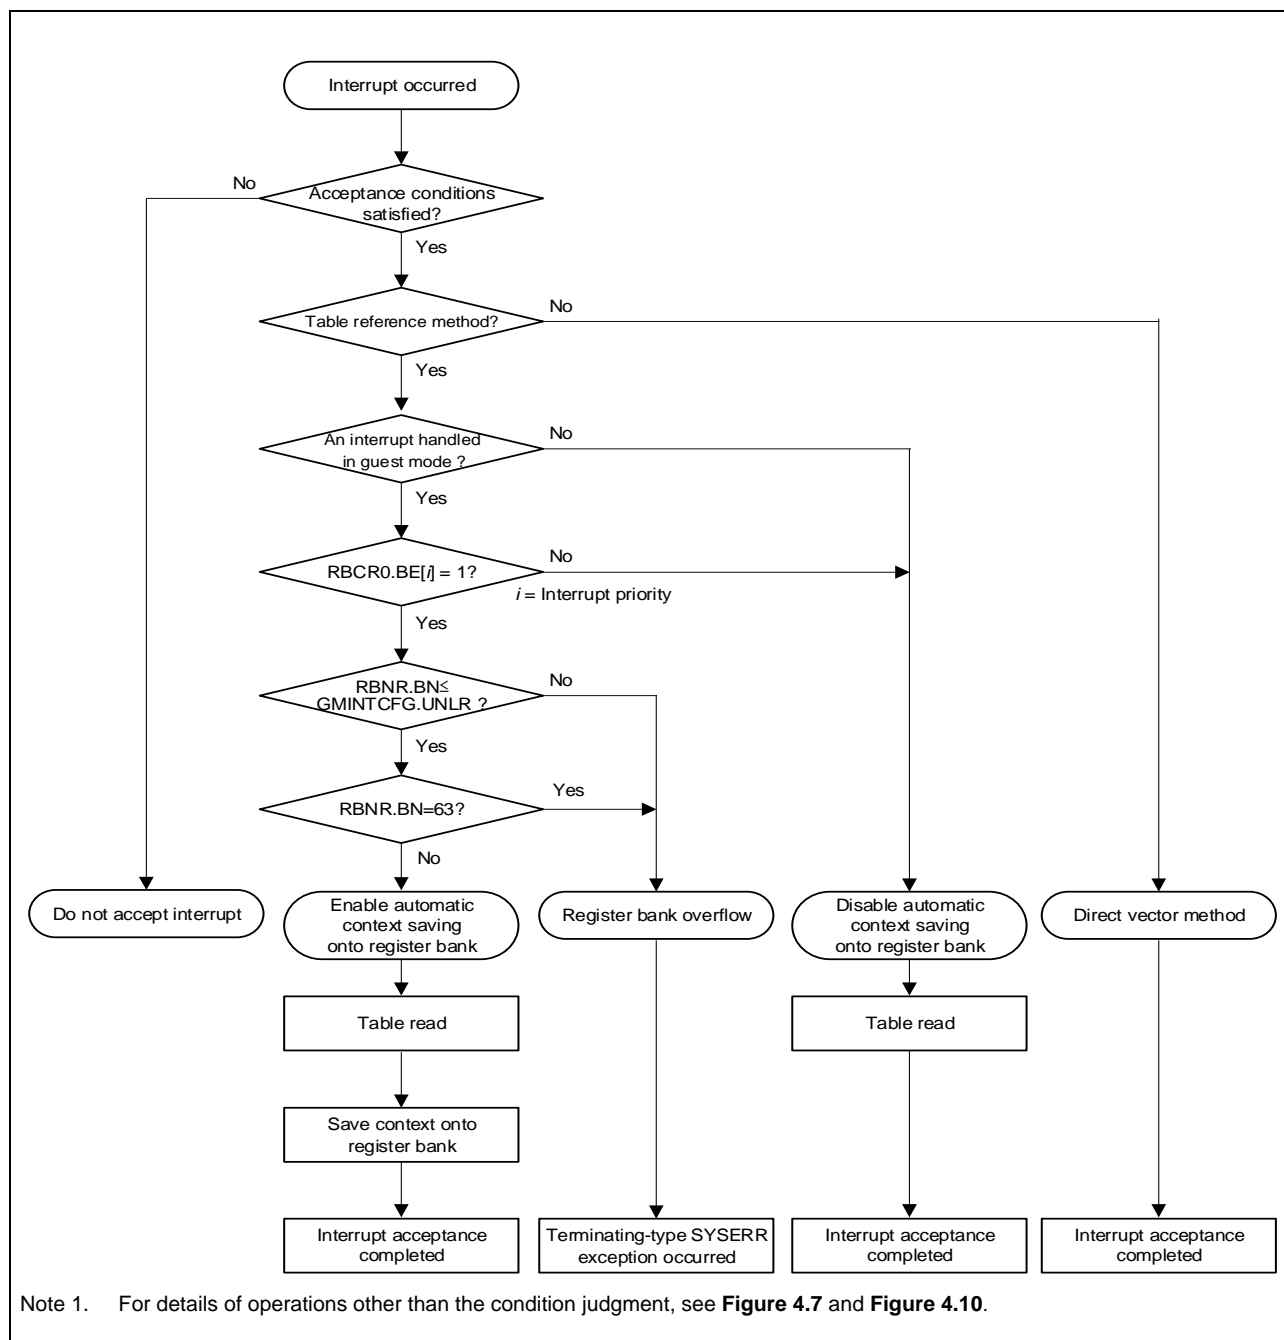 Interrupt occurred
No
Acceptance conditions
satisfied?
Yes
No
Table reference method?
Yes
No
An interrupt handled
in guest mode ?
Yes
No
RBCR0.BE[i] = 1?
i = Interrupt priority
Yes
RBNR.BN≤
GMINTCFG.UNLR ?
No
Yes
Yes
RBNR.BN=63?
No
Do not accept interrupt
Enable automatic
context saving
onto register bank
Register bank overflow
Disable automatic
context saving
onto register bank
Direct vector method
Table read
Table read
Save context onto
register bank
Interrupt acceptance
completed
Terminating-type SYSERR
exception occurred
Interrupt acceptance
completed
Interrupt acceptance
completed
Note 1. For details of operations other than the condition judgment, see Figure 4.7 and Figure 4.10.